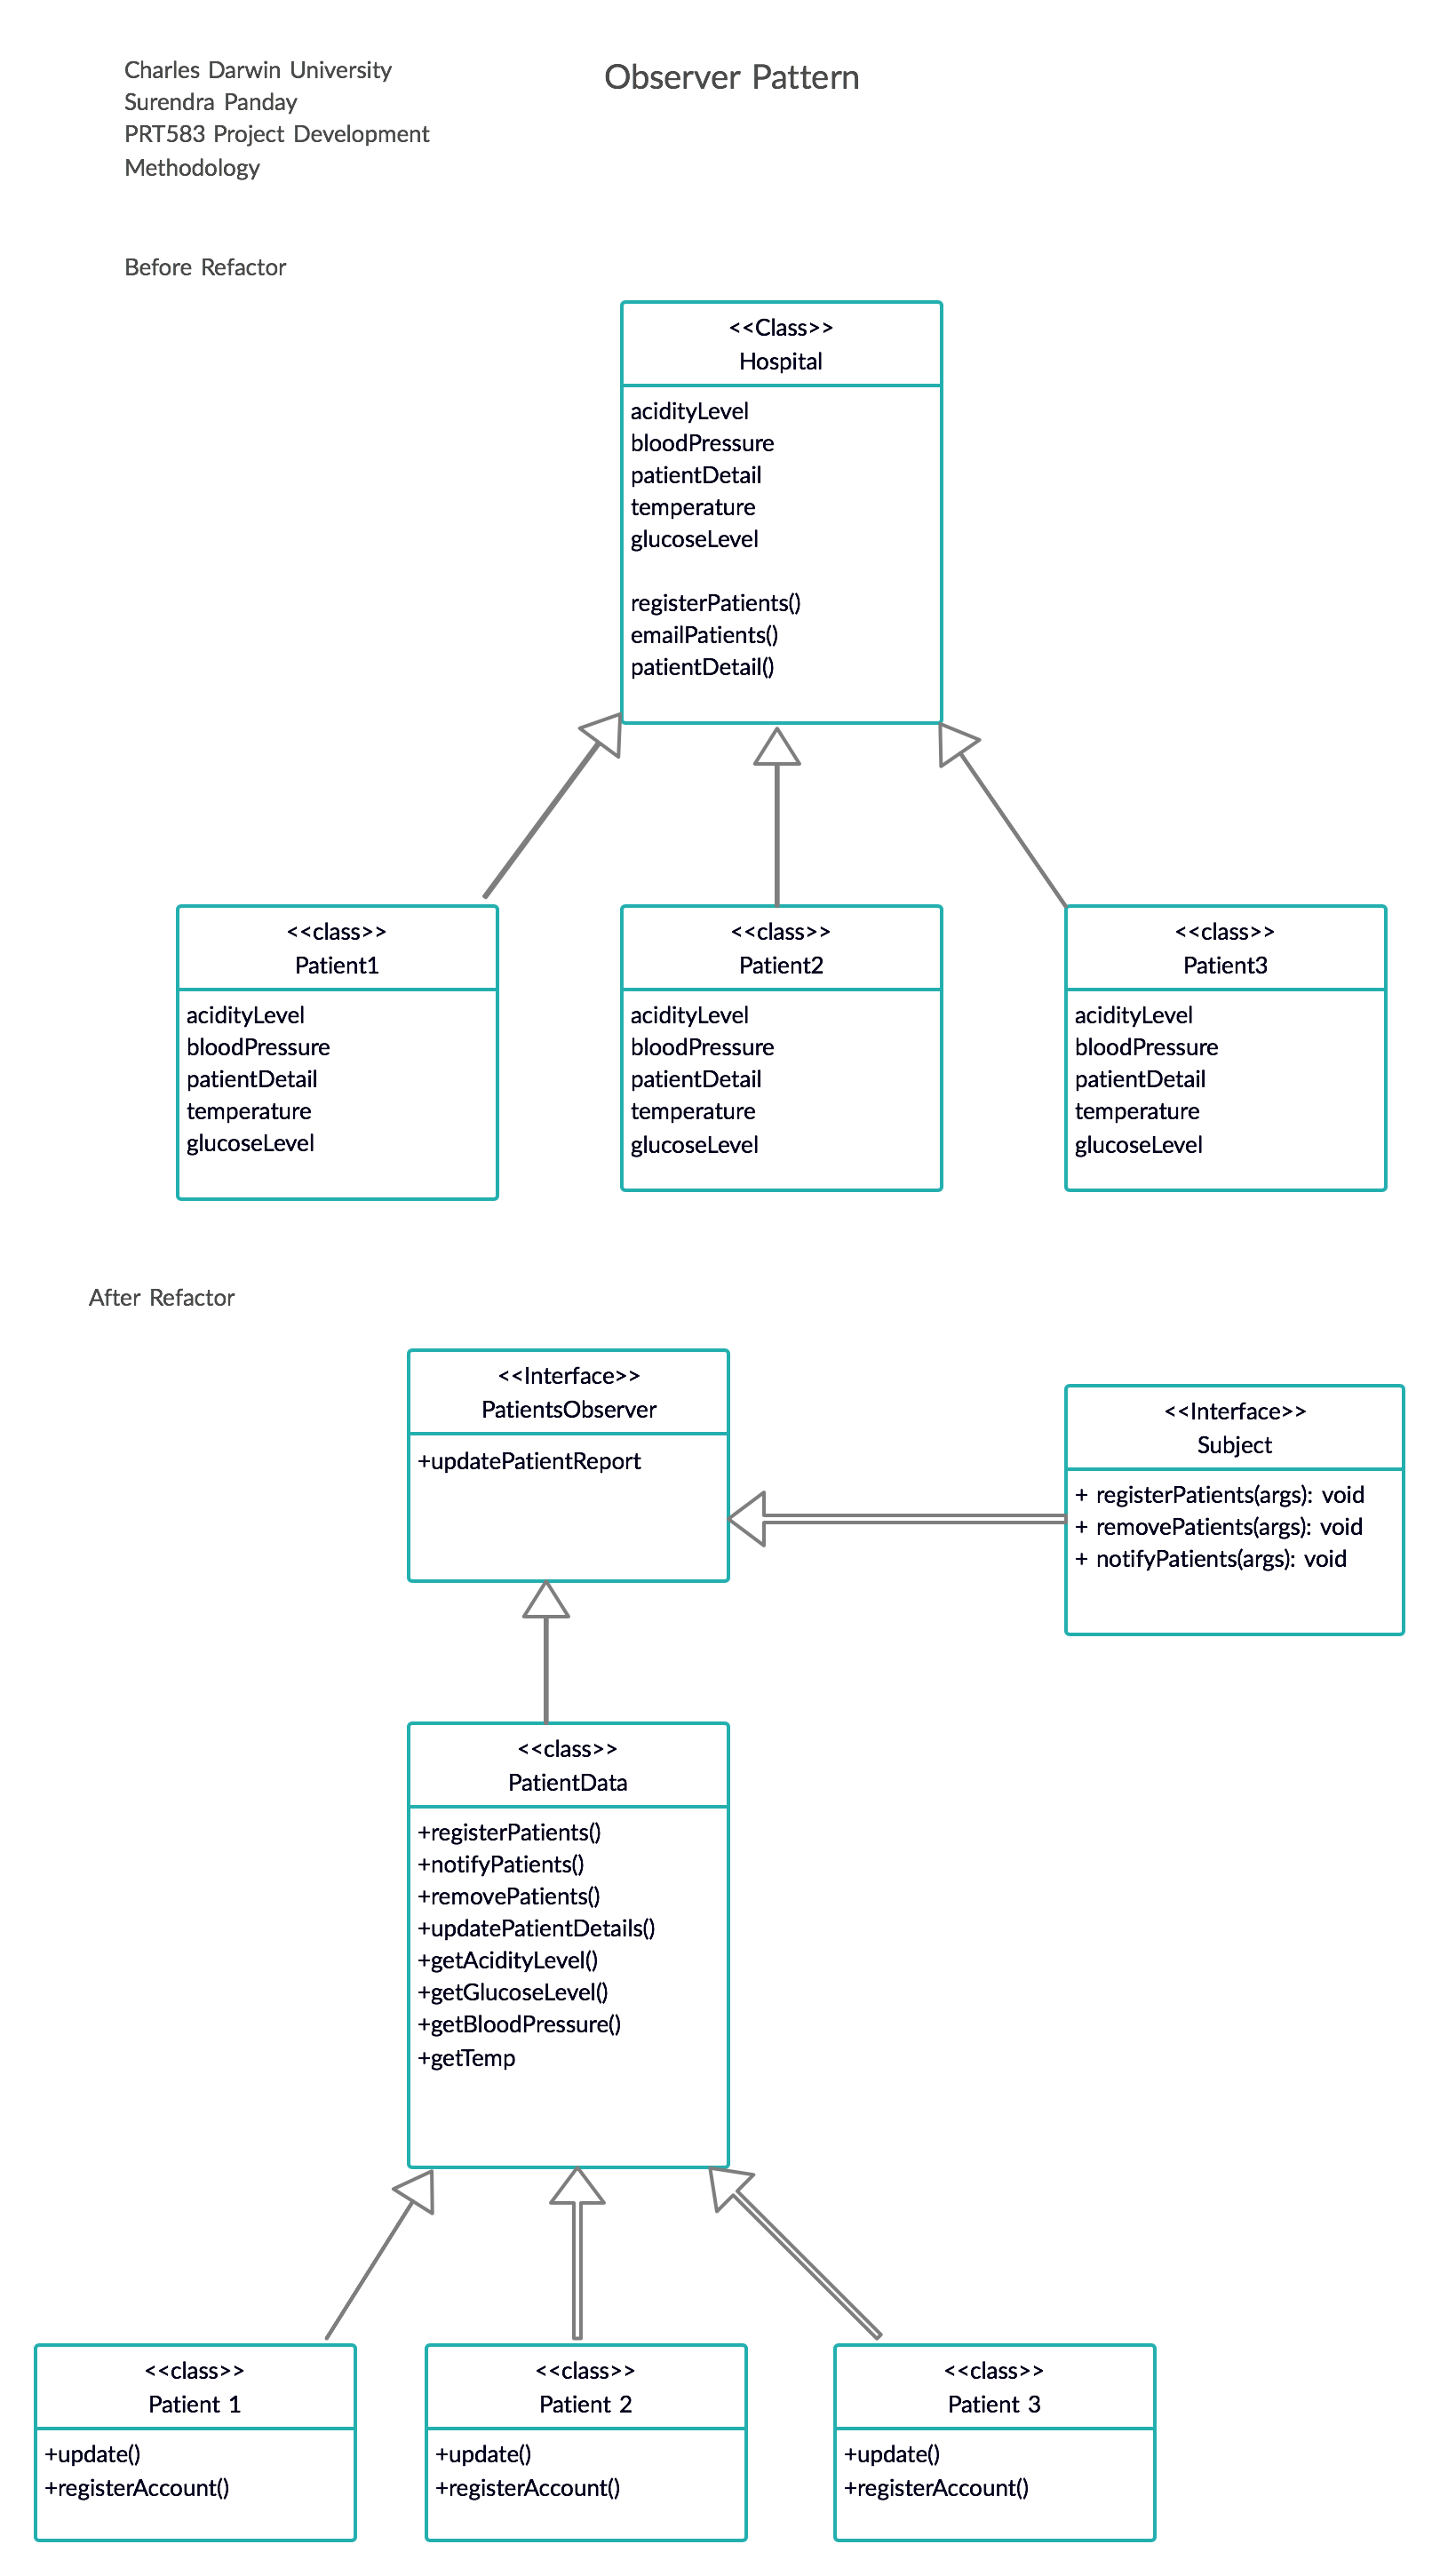 Charles Darwin University
Surendra Panday
PRT583 Project Development
Methodology
Observer Pattern
Before Refactor
<<Class>>
Hospital
acidityLevel
bloodPressure
patientDetail
temperature
glucoseLevel
registerPatients()
emailPatients()
patientDetail()
<<class>>
Patient1
acidityLevel
bloodPressure
patientDetail
temperature
glucoseLevel
<<class>>
Patient2
acidityLevel
bloodPressure
patientDetail
temperature
glucoseLevel
<<class>>
Patient3
acidityLevel
bloodPressure
patientDetail
temperature
glucoseLevel
After Refactor
<<Interface>>
PatientsObserver
+updatePatientReport
<<Interface>>
Subject
+ registerPatients(args): void
+ removePatients(args): void
+ notifyPatients(args): void
<<class>>
PatientData
+registerPatients()
+notifyPatients()
+removePatients()
+updatePatientDetails()
+getAcidityLevel()
+getGlucoseLevel()
+getBloodPressure()
+getTemp
<<class>>
Patient 1
+update()
+registerAccount()
<<class>>
Patient 2
+update()
+registerAccount()
<<class>>
Patient 3
+update()
+registerAccount()